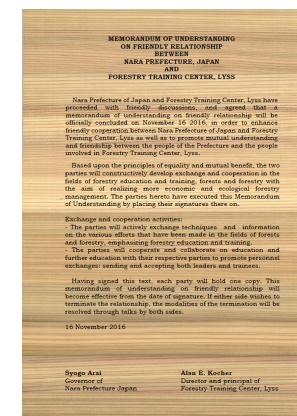 MEMORANDUM OF UNDERSTANDING
ON FRIENDLY RELATIONSHIP
BETWEEN
NARA PREFECTURE, JAPAN
AND
FORESTRY TRAINING CENTER, LYSS
Nara Prefecture of Japan and Forestry Training Center, Lyss have
proceeded with friendly discussions, and agreed that a
memorandum of understanding on friendly relationship will be
officially concluded on November 16 2016, in order to enhance
friendly cooperation between Nara Prefecture of Japan and Forestry
Training Center, Lyss as well as to promote mutual understanding
and friendship between the people of the Prefecture and the people
involved in Forestry Training Center, Lyss.
Based upon the principles of equality and mutual benefit, the two
parties will constructively develop exchange and cooperation in the
fields of forestry education and training, forests and forestry with
the aim of realizing more economic and ecological forestry
management. The parties hereto have executed this Memorandum
of Understanding by placing their signatures there on.
Exchange and cooperation activities:
- The parties will actively exchange techniques and information
on the various efforts that have been made in the fields of forests
and forestry, emphasizing forestry education and training.
- The parties will cooperate and collaborate on education and
further education with their respective parties to promote personnel
exchanges: sending and accepting both leaders and trainees.
Having signed this text, each party will hold one copy. This
memorandum of understanding on friendly relationship will
become effective from the date of signature. If either side wishes to
terminate the relationship, the modalities of the termination will be
resolved through talks by both sides.
16 November 2016
Syogo Arai Alan E. Kocher
Governor of Director and principal of
Nara Prefecture Japan Forestry Training Center, Lyss